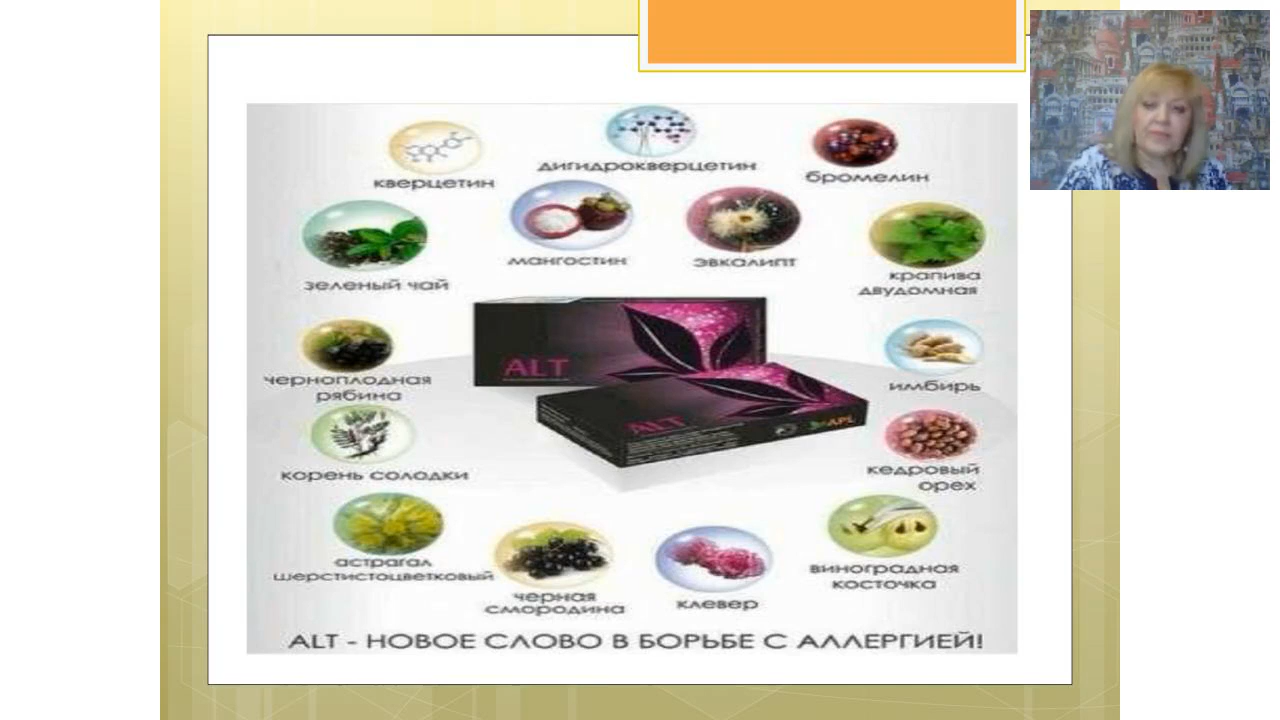 кверцетин
дигидрокверцетин
бромелин
зеленый чай
мангостин
эвкалипт
крапива
двудомная
черноплодная
рябина
ALT
имбирь
ALT
APL
корень солодки
кедровый
орех
астрагал
шерстистоцветковый
черная
смородина
клевер
виноградная
косточка
ALT - НОВОЕ СЛОВО В БОРЬБЕ С АЛЛЕРГИЕЙ!